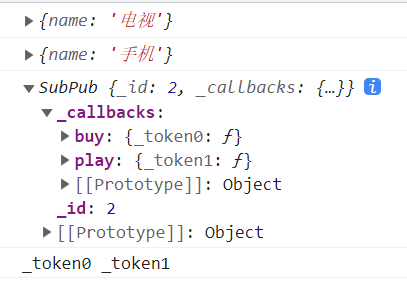 {name: '电视'}
{name: '手机'}
SubPub {_id: 2, _callbacks: {…}} i
_callbacks:
buy: {_token0: ƒ}
play: {_token1: ƒ}
[[Prototype]]: Object
_id: 2
[[Prototype]]: Object
_token0 _token1